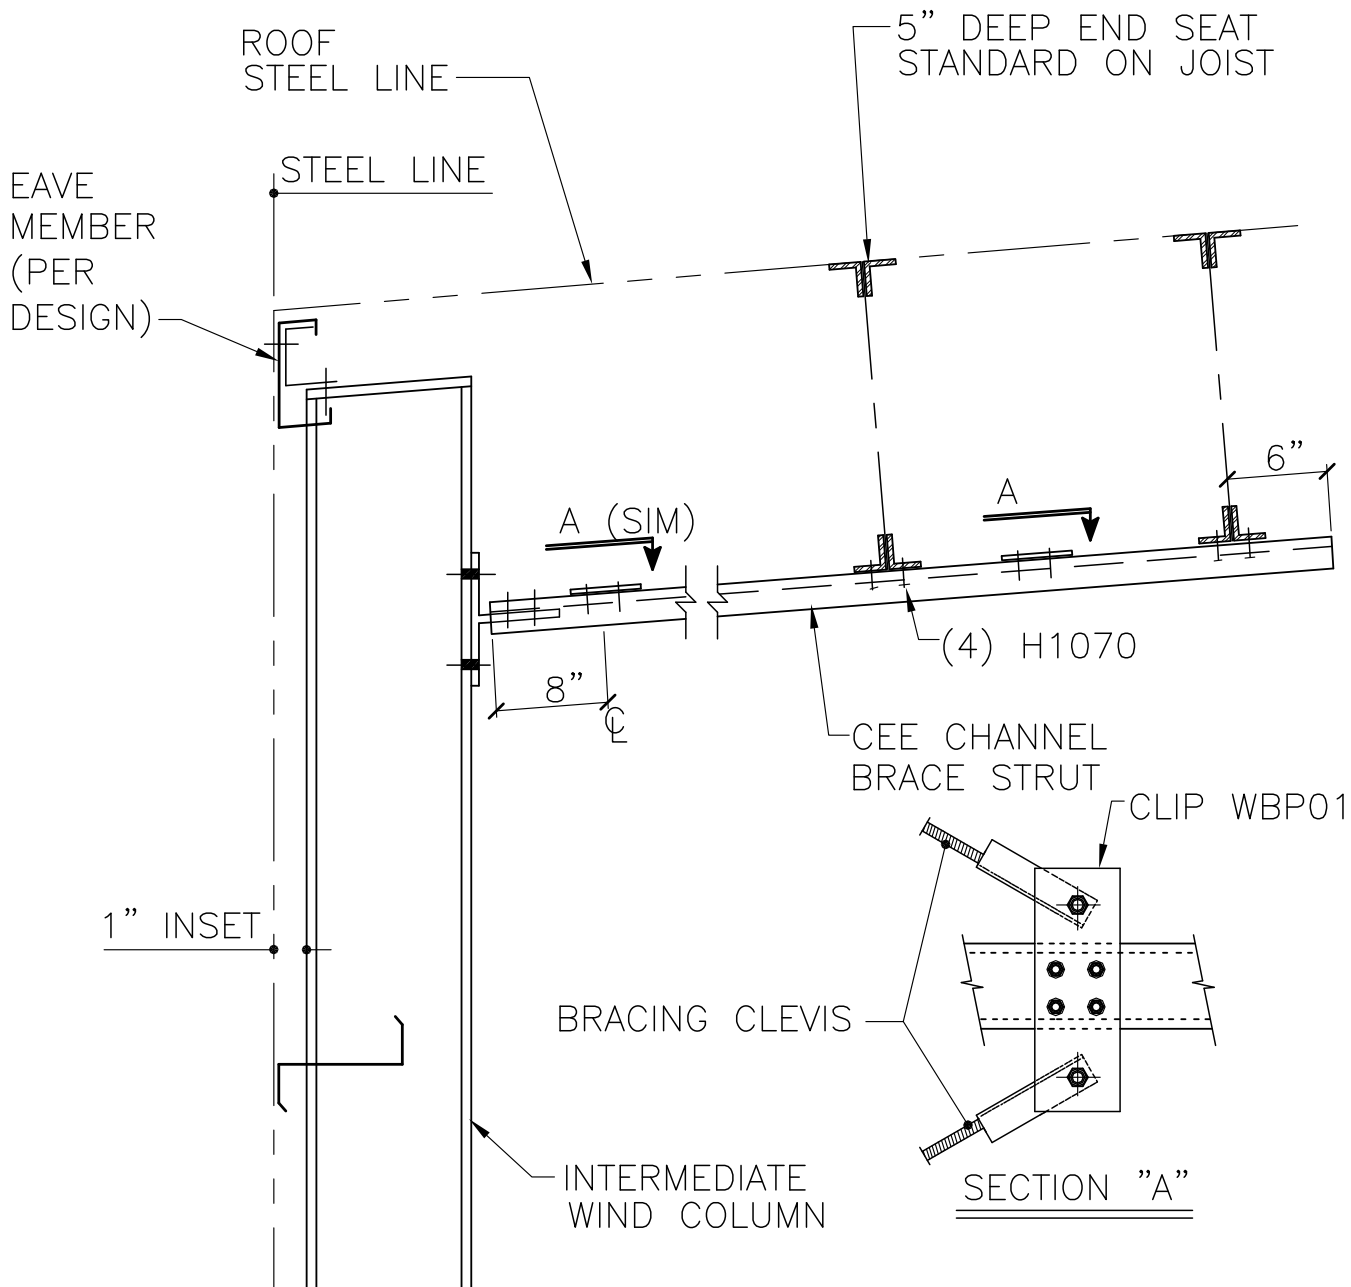 ROOF
STEEL LINE
5” DEEP END SEAT
STANDARD ON JOIST
STEEL LINE
EAVE
MEMBER
(PER
DESIGN)
6”
A (SIM)
A
(4) H1070
8”
℄
CEE CHANNEL
BRACE STRUT
CLIP WBP01
1” INSET
BRACING CLEVIS
INTERMEDIATE
WIND COLUMN
SECTION ”A”